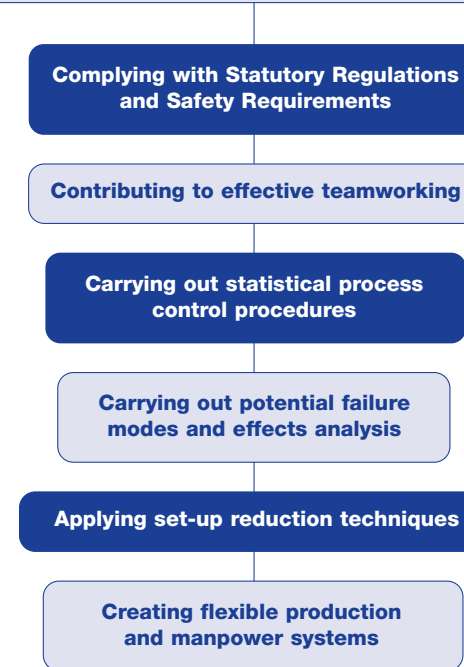 Complying with Statutory Regulations
and Safety Requirements
Contributing to effective teamworking
Carrying out statistical process
control procedures
Carrying out potential failure
modes and effects analysis
Applying set-up reduction techniques
Creating flexible production
and manpower systems